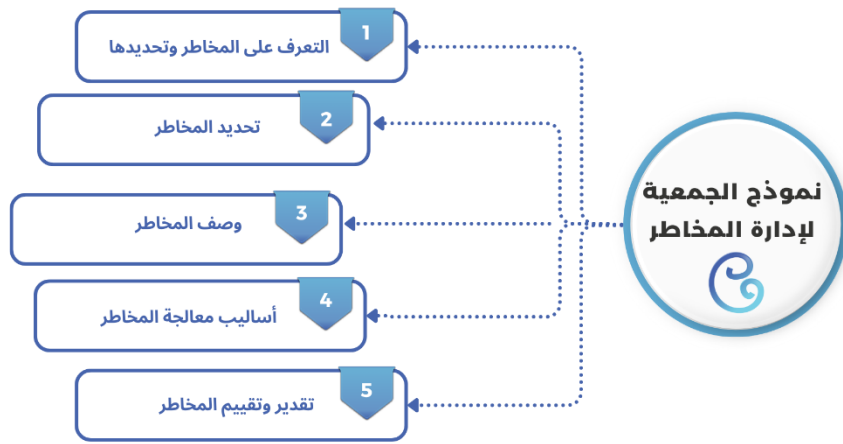 نموذج الجمعية
لإدارة المخاطر
1
التعرف على المخاطر وتحديدها
2
تحديد المخاطر
3
وصف المخاطر
4
أساليب معالجة المخاطر
5
تقدير وتقييم المخاطر